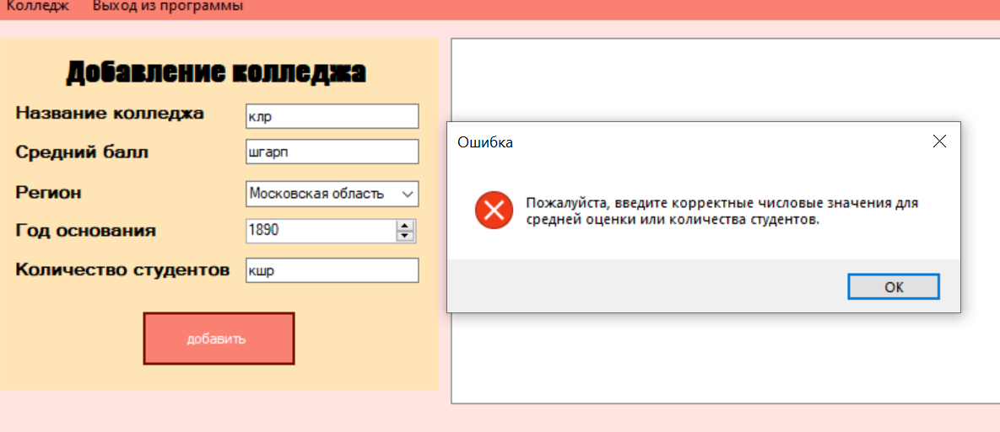 Колледж Выход из программы
Добавление колледжа
Название колледжа клр
Средний балл шгарп
Регион Московская область
Год основания 1890
Количество студентов кшр
добавить
Ошибка
Пожалуйста, введите корректные числовые значения для
средней оценки или количества студентов.
ОК